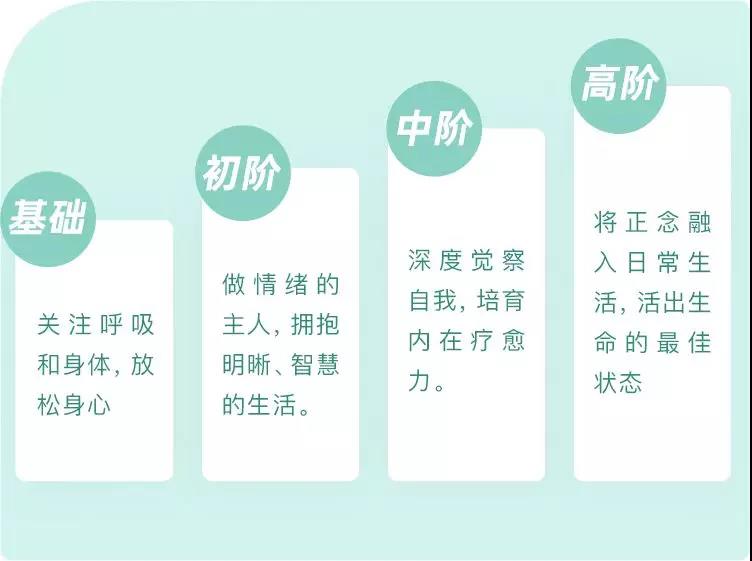 基础
关注呼吸
和身体，放
松身心
初阶
做情绪的
主人，拥抱
明晰、智慧
的生活。
中阶
深度觉察
自我，培育
内在疗愈
力。
高阶
将正念融
入日常生
活，活出生
命的最佳
状态